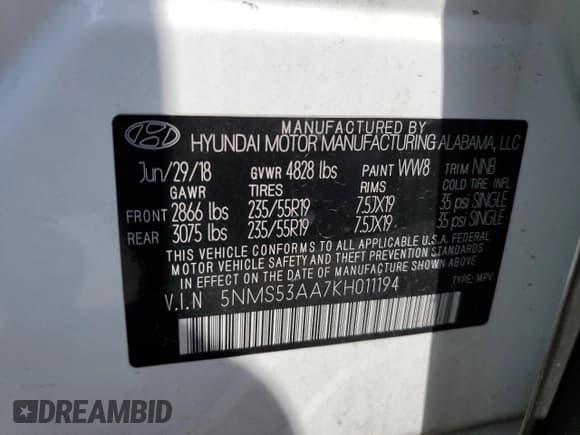 MANUFACTURED BY
HYUNDAI MOTOR MANUFACTURING ALABAMA, LLC
Jun/29/18 GVWR 4828 lbs PAINT WW8 TRIM NNB
GAWR TIRES RIMS COLD TIRE INFL
FRONT 2866 lbs 235/55R19 7.5JX19 35 psi SINGLE
REAR 3075 lbs 235/55R19 7.5JX19 35 psi SINGLE
THIS VEHICLE CONFORMS TO ALL APPLICABLE U.S.A. FEDERAL
MOTOR VEHICLE SAFETY AND THEFT PREVENTION STANDARDS
IN EFFECT ON THE DATE OF MANUFACTURE SHOWN ABOVE.
V.I.N 5NMS53AA7KH011194 TYPE: MPV
DREAMBID